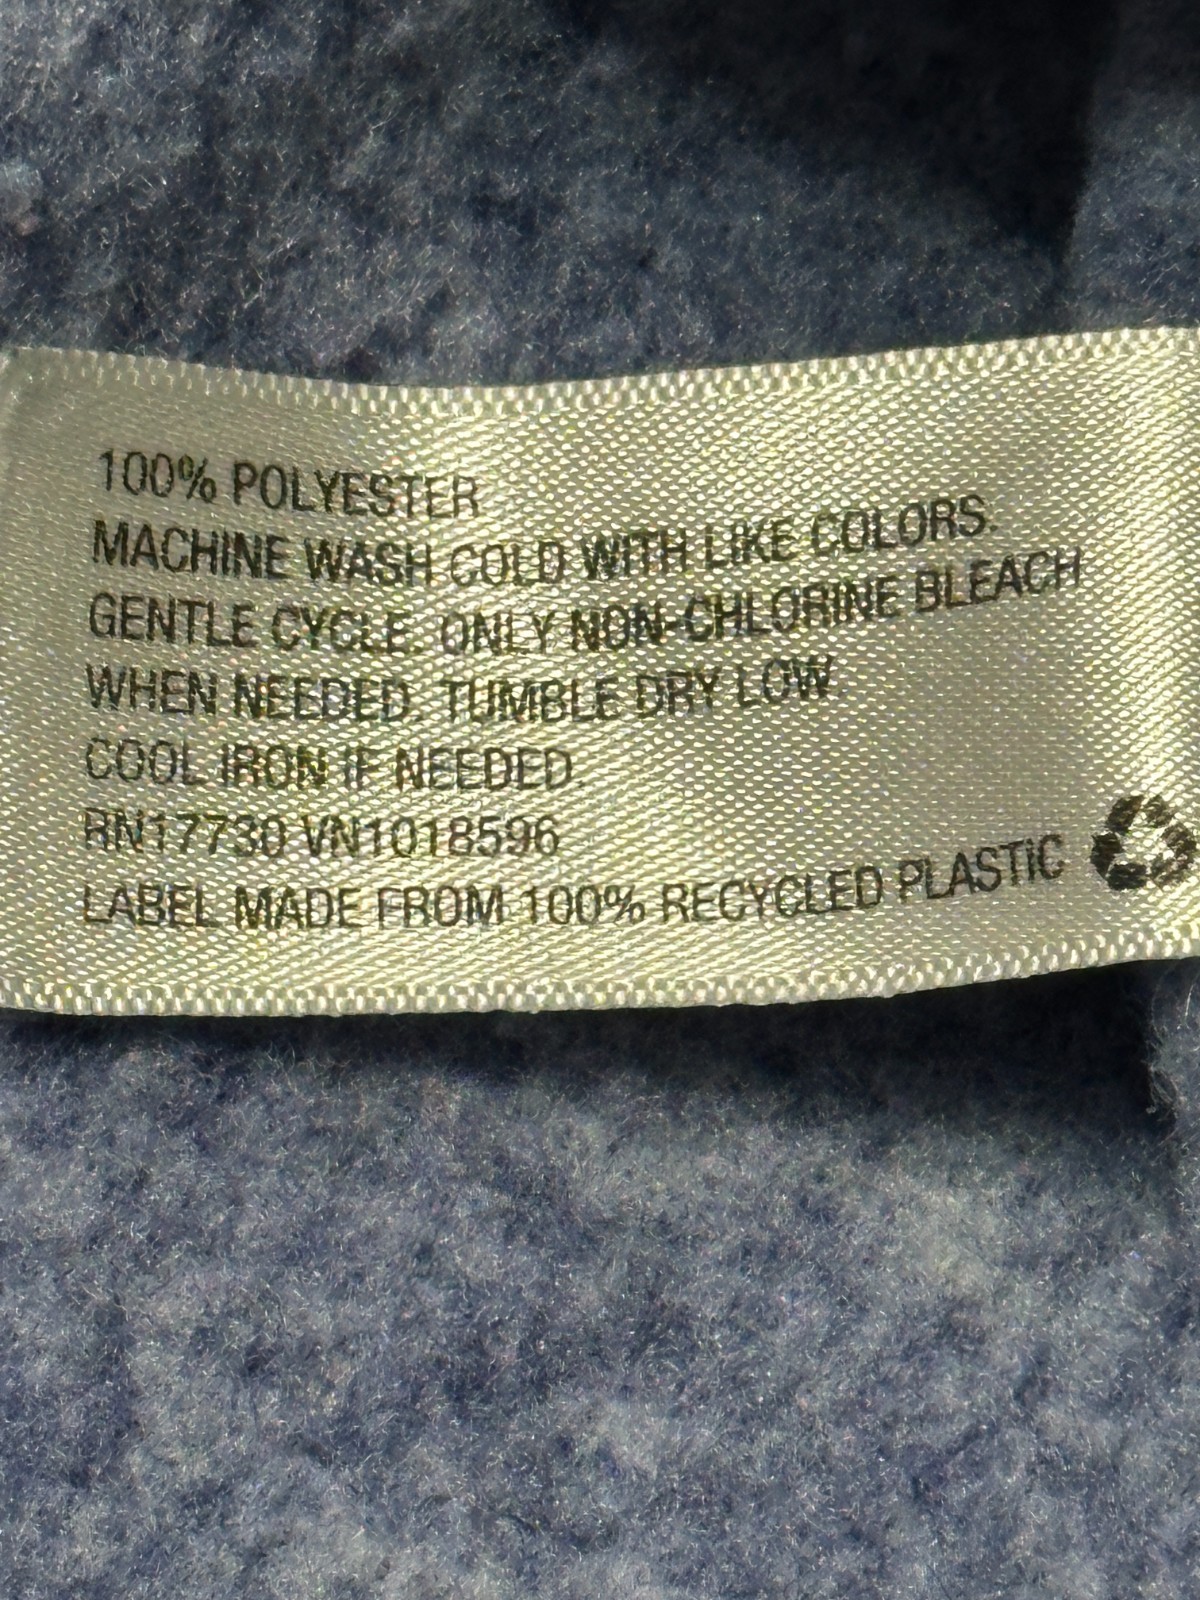 100% POLYESTER
MACHINE WASH COLD WITH LIKE COLORS.
GENTLE CYCLE. ONLY NON-CHLORINE BLEACH
WHEN NEEDED. TUMBLE DRY LOW
COOL IRON IF NEEDED.
RN17730 VN1018596
LABEL MADE FROM 100% RECYCLED PLASTIC